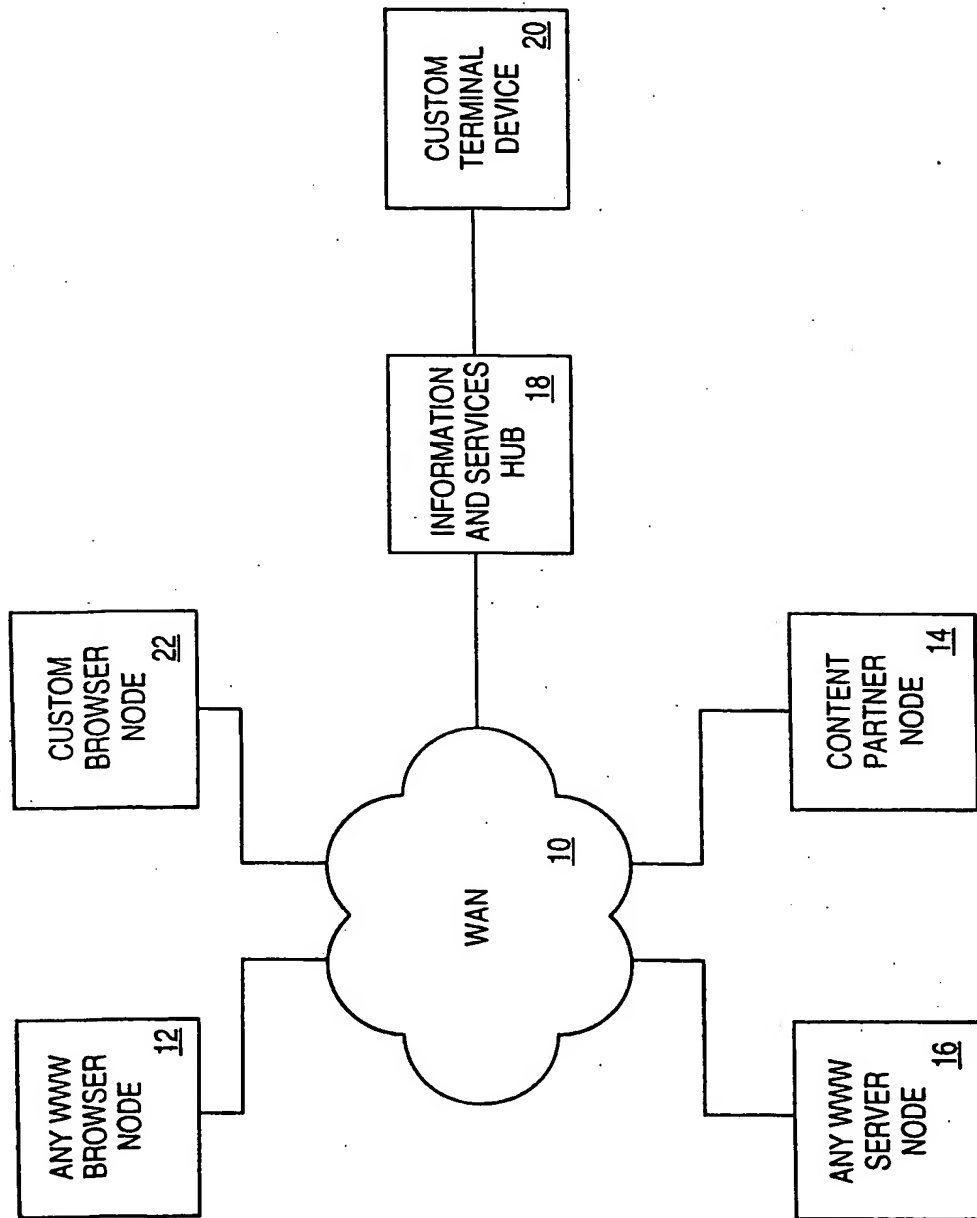 ANY WWW
BROWSER
NODE
12
CUSTOM
BROWSER
NODE
22
WAN
10
INFORMATION
AND SERVICES
HUB
18
CUSTOM
TERMINAL
DEVICE
20
ANY WWW
SERVER
NODE
16
CONTENT
PARTNER
NODE
14